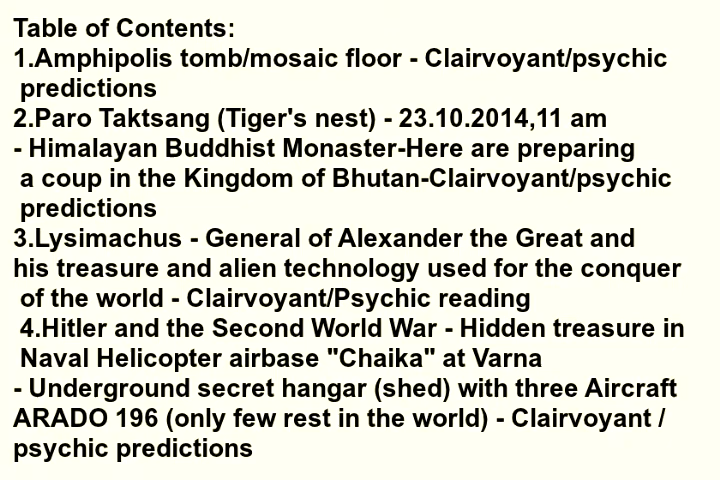 Table of Contents:
1.Amphipolis tomb/mosaic floor - Clairvoyant/psychic
predictions
2.Paro Taktsang (Tiger's nest) - 23.10.2014,11 am
- Himalayan Buddhist Monaster-Here are preparing
a coup in the Kingdom of Bhutan-Clairvoyant/psychic
predictions
3.Lysimachus - General of Alexander the Great and
his treasure and alien technology used for the conquer
of the world - Clairvoyant/Psychic reading
4.Hitler and the Second World War - Hidden treasure in
Naval Helicopter airbase "Chaika" at Varna
- Underground secret hangar (shed) with three Aircraft
ARADO 196 (only few rest in the world) - Clairvoyant /
psychic predictions